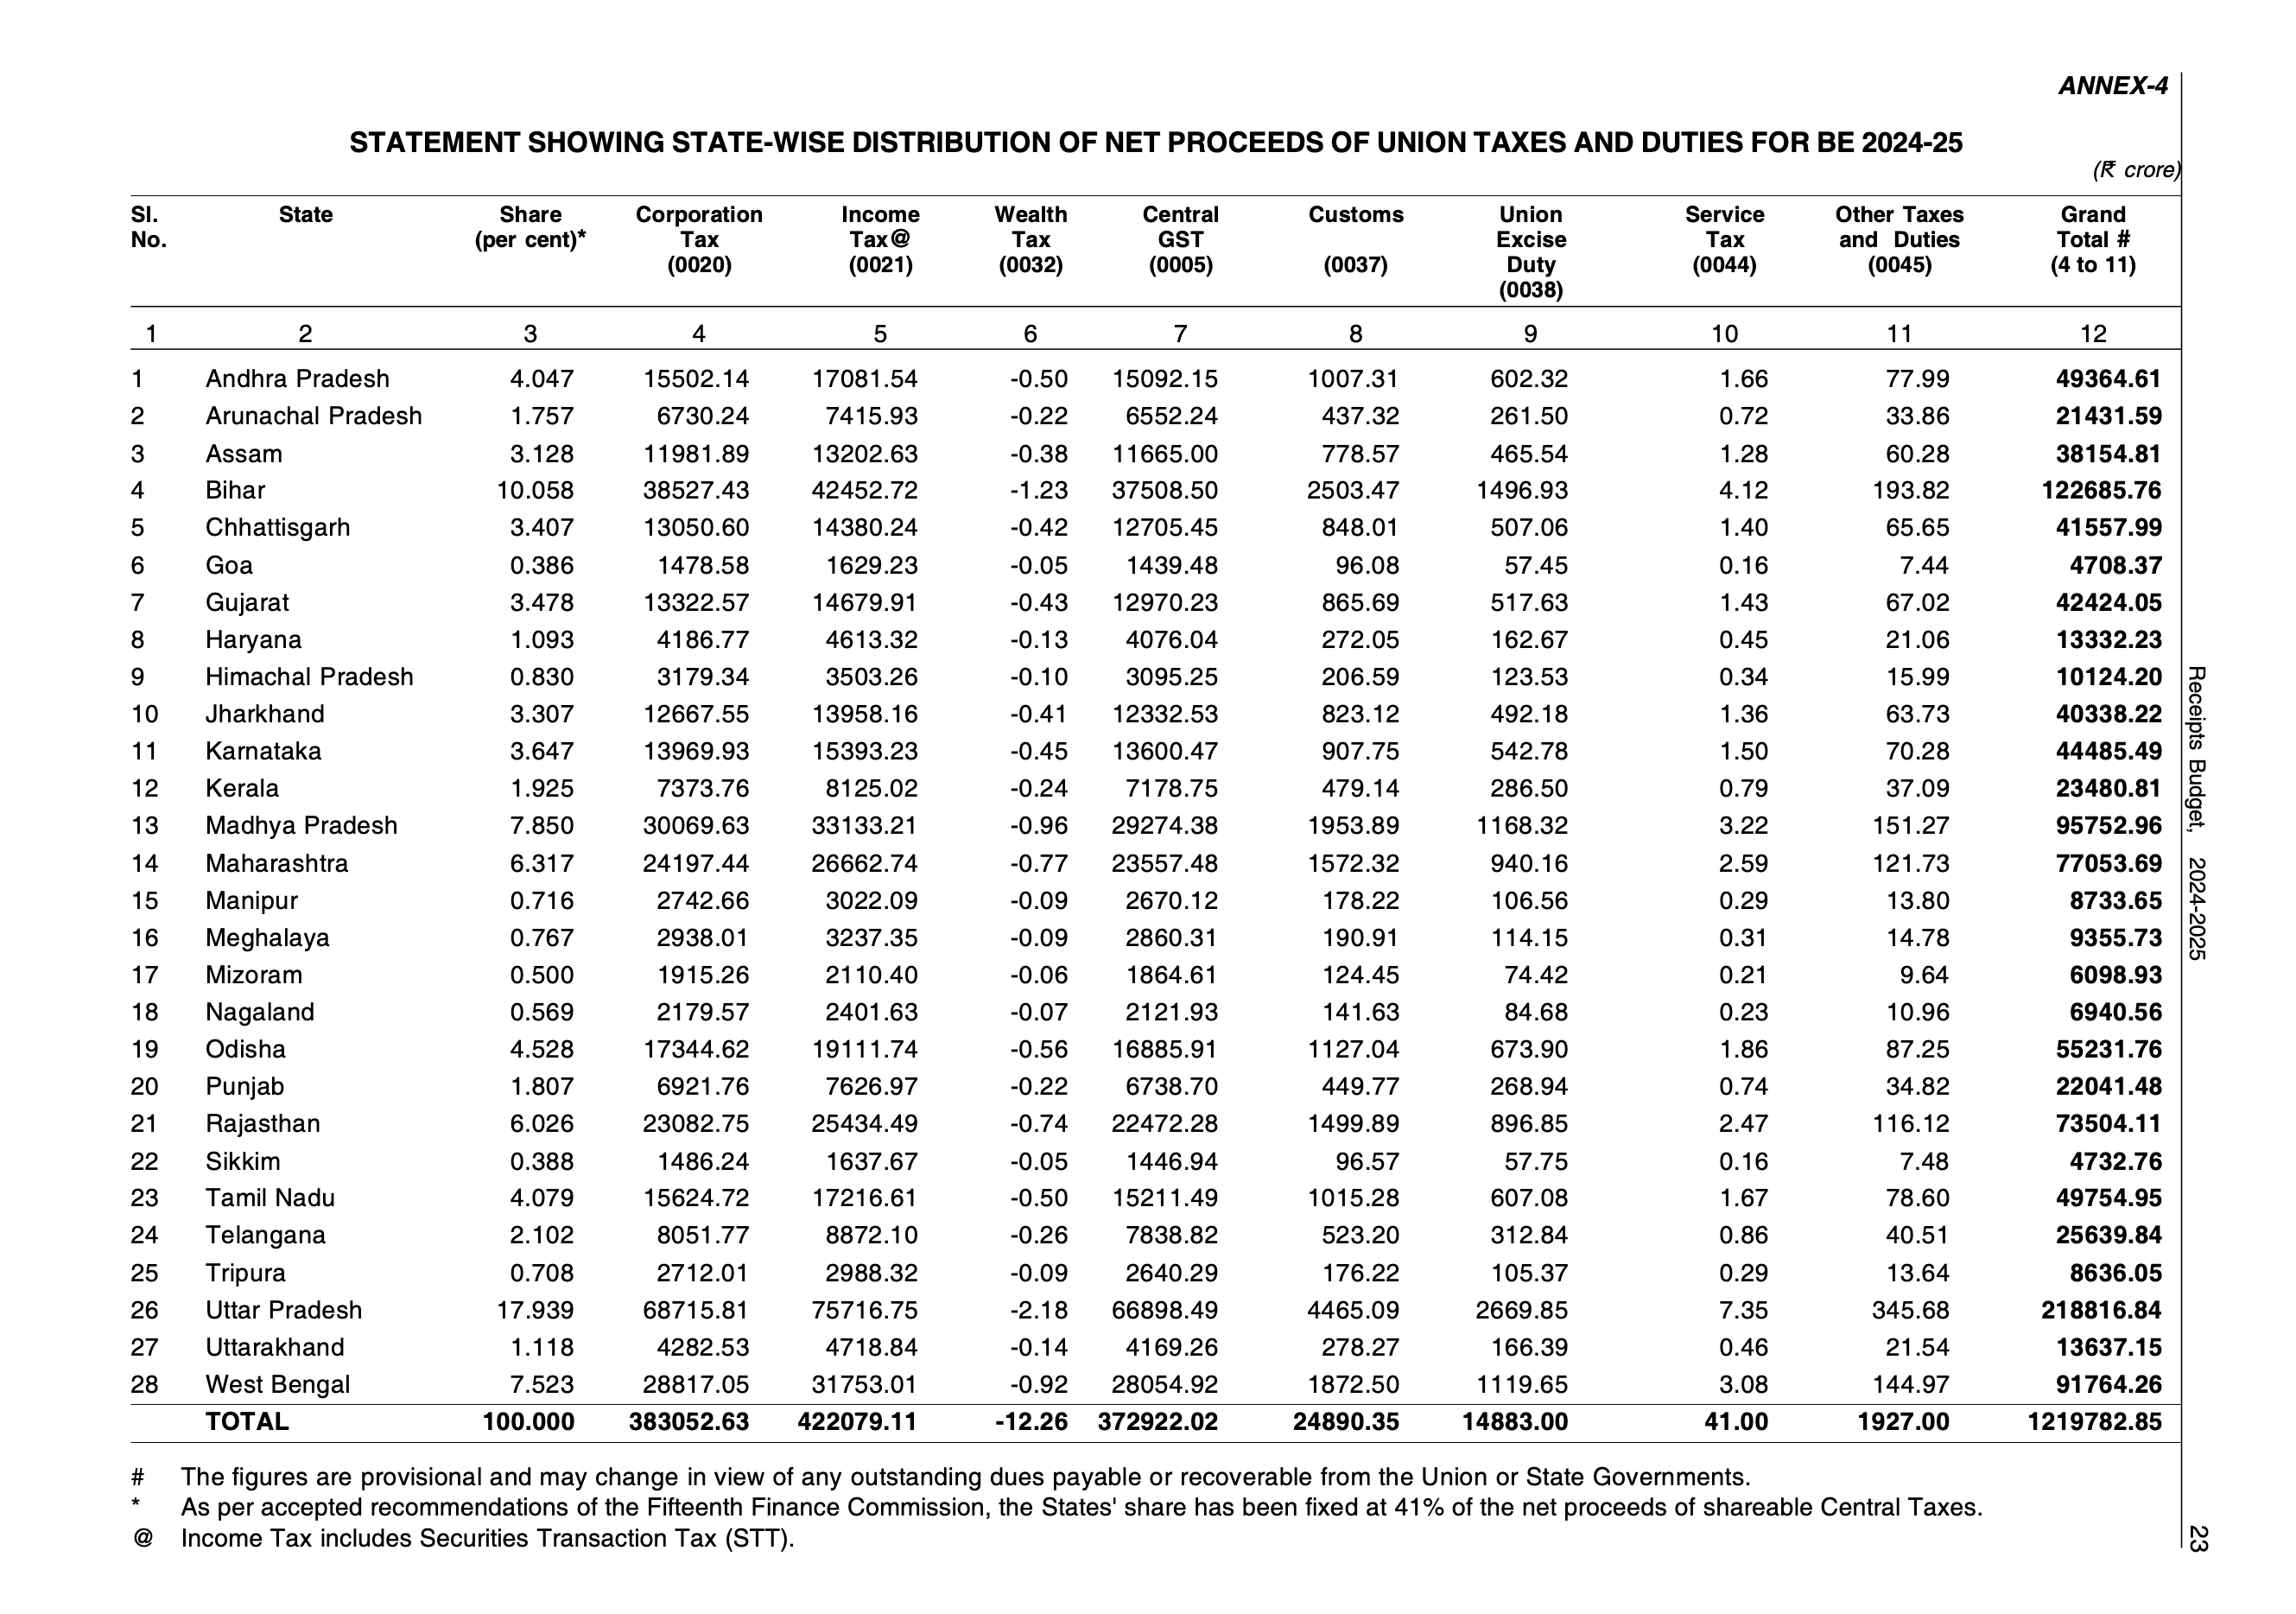 ANNEX-4
STATEMENT SHOWING STATE-WISE DISTRIBUTION OF NET PROCEEDS OF UNION TAXES AND DUTIES FOR BE 2024-25
(₹ crore)
Sl. State Share Corporation Income Wealth Central Customs Union Service Other Taxes Grand
No. (per cent)* Tax Tax@ Tax GST Excise Tax and Duties Total #
(0020) (0021) (0032) (0005) (0037) Duty (0044) (0045) (4 to 11)
(0038)
1 2 3 4 5 6 7 8 9 10 11 12
1 Andhra Pradesh 4.047 15502.14 17081.54 -0.50 15092.15 1007.31 602.32 1.66 77.99 49364.61
2 Arunachal Pradesh 1.757 6730.24 7415.93 -0.22 6552.24 437.32 261.50 0.72 33.86 21431.59
3 Assam 3.128 11981.89 13202.63 -0.38 11665.00 778.57 465.54 1.28 60.28 38154.81
4 Bihar 10.058 38527.43 42452.72 -1.23 37508.50 2503.47 1496.93 4.12 193.82 122685.76
5 Chhattisgarh 3.407 13050.60 14380.24 -0.42 12705.45 848.01 507.06 1.40 65.65 41557.99
6 Goa 0.386 1478.58 1629.23 -0.05 1439.48 96.08 57.45 0.16 7.44 4708.37
7 Gujarat 3.478 13322.57 14679.91 -0.43 12970.23 865.69 517.63 1.43 67.02 42424.05
8 Haryana 1.093 4186.77 4613.32 -0.13 4076.04 272.05 162.67 0.45 21.06 13332.23
9 Himachal Pradesh 0.830 3179.34 3503.26 -0.10 3095.25 206.59 123.53 0.34 15.99 10124.20
10 Jharkhand 3.307 12667.55 13958.16 -0.41 12332.53 823.12 492.18 1.36 63.73 40338.22
11 Karnataka 3.647 13969.93 15393.23 -0.45 13600.47 907.75 542.78 1.50 70.28 44485.49
12 Kerala 1.925 7373.76 8125.02 -0.24 7178.75 479.14 286.50 0.79 37.09 23480.81
13 Madhya Pradesh 7.850 30069.63 33133.21 -0.96 29274.38 1953.89 1168.32 3.22 151.27 95752.96
14 Maharashtra 6.317 24197.44 26662.74 -0.77 23557.48 1572.32 940.16 2.59 121.73 77053.69
15 Manipur 0.716 2742.66 3022.09 -0.09 2670.12 178.22 106.56 0.29 13.80 8733.65
16 Meghalaya 0.767 2938.01 3237.35 -0.09 2860.31 190.91 114.15 0.31 14.78 9355.73
17 Mizoram 0.500 1915.26 2110.40 -0.06 1864.61 124.45 74.42 0.21 9.64 6098.93
18 Nagaland 0.569 2179.57 2401.63 -0.07 2121.93 141.63 84.68 0.23 10.96 6940.56
19 Odisha 4.528 17344.62 19111.74 -0.56 16885.91 1127.04 673.90 1.86 87.25 55231.76
20 Punjab 1.807 6921.76 7626.97 -0.22 6738.70 449.77 268.94 0.74 34.82 22041.48
21 Rajasthan 6.026 23082.75 25434.49 -0.74 22472.28 1499.89 896.85 2.47 116.12 73504.11
22 Sikkim 0.388 1486.24 1637.67 -0.05 1446.94 96.57 57.75 0.16 7.48 4732.76
23 Tamil Nadu 4.079 15624.72 17216.61 -0.50 15211.49 1015.28 607.08 1.67 78.60 49754.95
24 Telangana 2.102 8051.77 8872.10 -0.26 7838.82 523.20 312.84 0.86 40.51 25639.84
25 Tripura 0.708 2712.01 2988.32 -0.09 2640.29 176.22 105.37 0.29 13.64 8636.05
26 Uttar Pradesh 17.939 68715.81 75716.75 -2.18 66898.49 4465.09 2669.85 7.35 345.68 218816.84
27 Uttarakhand 1.118 4282.53 4718.84 -0.14 4169.26 278.27 166.39 0.46 21.54 13637.15
28 West Bengal 7.523 28817.05 31753.01 -0.92 28054.92 1872.50 1119.65 3.08 144.97 91764.26
TOTAL 100.000 383052.63 422079.11 -12.26 372922.02 24890.35 14883.00 41.00 1927.00 1219782.85
# The figures are provisional and may change in view of any outstanding dues payable or recoverable from the Union or State Governments.
* As per accepted recommendations of the Fifteenth Finance Commission, the States' share has been fixed at 41% of the net proceeds of shareable Central Taxes.
@ Income Tax includes Securities Transaction Tax (STT).
Receipts Budget, 2024-2025
23